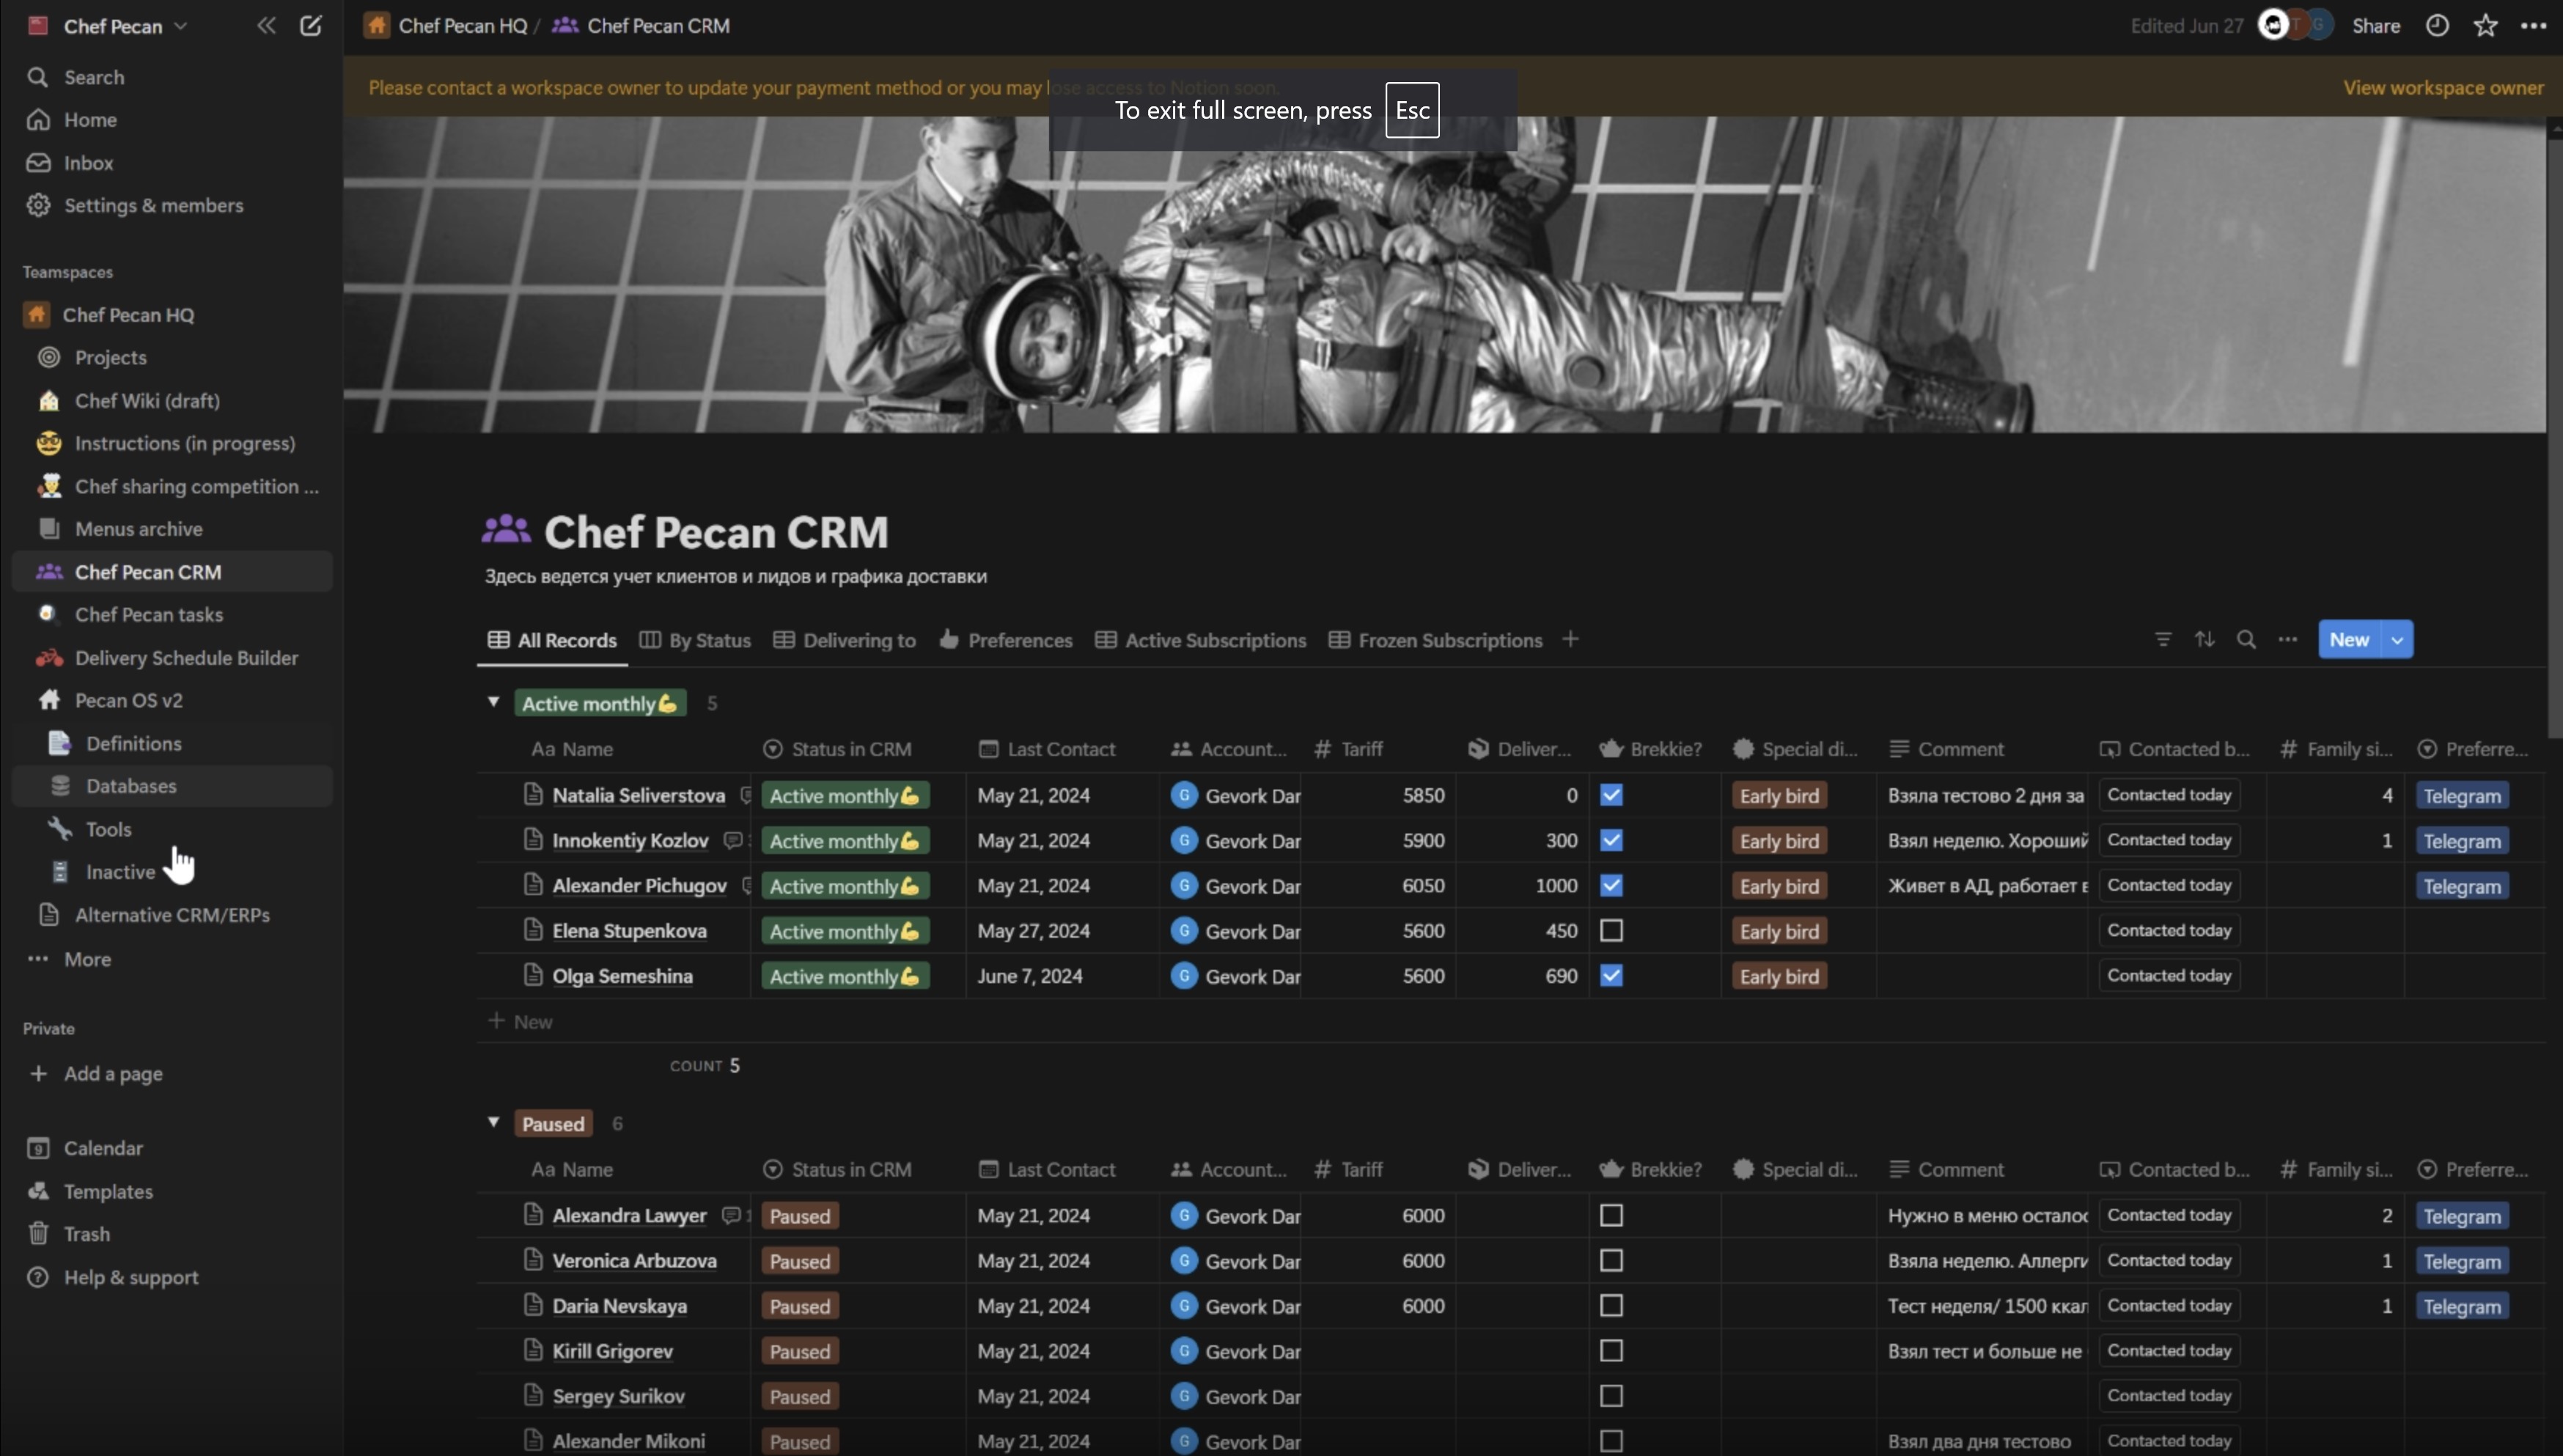 Chef Pecan
Search
Home
Inbox
Settings & members
Teamspaces
Chef Pecan HQ
Projects
Chef Wiki (draft)
Instructions (in progress)
Chef sharing competition ...
Menus archive
Chef Pecan CRM
Chef Pecan tasks
Delivery Schedule Builder
Pecan OS v2
Definitions
Databases
Tools
Inactive
Alternative CRM/ERPs
More
Private
Add a page
Calendar
Templates
Trash
Help & support
Chef Pecan HQ / Chef Pecan CRM
Edited Jun 27 T G Share
Please contact a workspace owner to update your payment method or you may lose access to Notion soon.
View workspace owner
To exit full screen, press Esc
Chef Pecan CRM
Здесь ведется учет клиентов и лидов и графика доставки
All Records By Status Delivering to Preferences Active Subscriptions Frozen Subscriptions + New
Active monthly 5
Aa Name Status in CRM Last Contact Account... # Tariff Deliver... Brekkie? Special di... Comment Contacted b... # Family si... Preferre...
Natalia Seliverstova Active monthly May 21, 2024 G Gevork Dar 5850 0 Early bird Взяла тестово 2 дня за Contacted today 4 Telegram
Innokentiy Kozlov Active monthly May 21, 2024 G Gevork Dar 5900 300 Early bird Взял неделю. Хороший Contacted today 1 Telegram
Alexander Pichugov Active monthly May 21, 2024 G Gevork Dar 6050 1000 Early bird Живет в АД, работает в Contacted today Telegram
Elena Stupenkova Active monthly May 27, 2024 G Gevork Dar 5600 450 Early bird Contacted today
Olga Semeshina Active monthly June 7, 2024 G Gevork Dar 5600 690 Early bird Contacted today
+ New
COUNT 5
Paused 6
Aa Name Status in CRM Last Contact Account... # Tariff Deliver... Brekkie? Special di... Comment Contacted b... # Family si... Preferre...
Alexandra Lawyer Paused May 21, 2024 G Gevork Dar 6000 Нужно в меню осталос Contacted today 2 Telegram
Veronica Arbuzova Paused May 21, 2024 G Gevork Dar 6000 Взяла неделю. Аллерги Contacted today 1 Telegram
Daria Nevskaya Paused May 21, 2024 G Gevork Dar 6000 Тест неделя/ 1500 ккал Contacted today 1 Telegram
Kirill Grigorev Paused May 21, 2024 G Gevork Dar Взял тест и больше не Contacted today
Sergey Surikov Paused May 21, 2024 G Gevork Dar Contacted today
Alexander Mikoni Paused May 21, 2024 G Gevork Dar Взял два дня тестово Contacted today